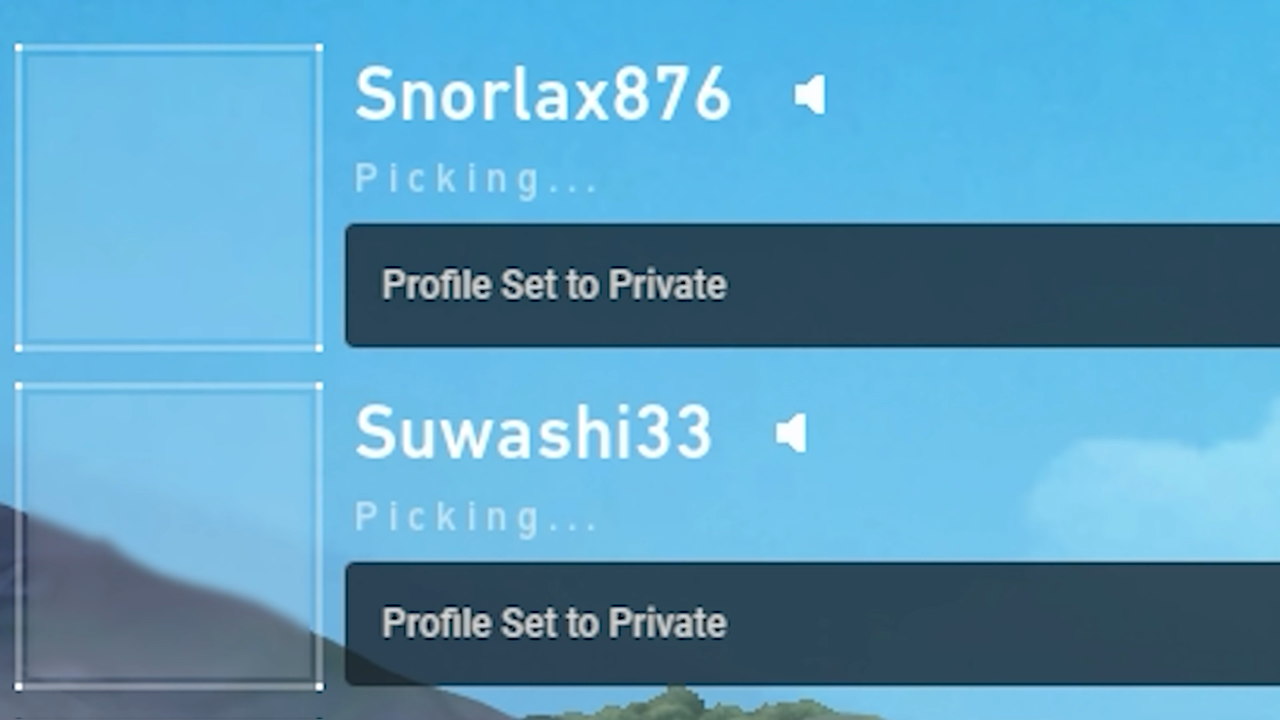 Snorlax876
Picking...
Profile Set to Private
Suwashi33
Picking...
Profile Set to Private